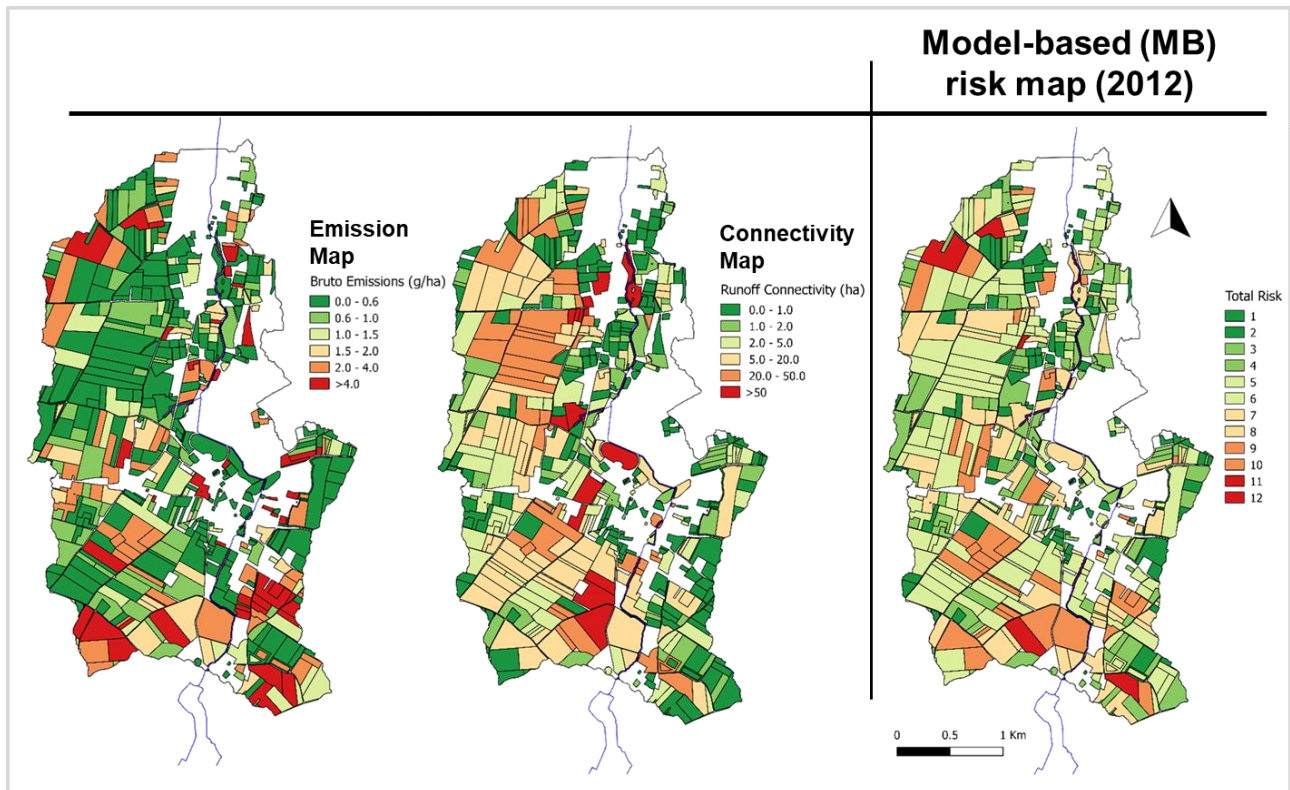 Model-based (MB)
risk map (2012)
Emission
Map
Bruto Emissions (g/ha)
0.0 - 0.6
0.6 - 1.0
1.0 - 1.5
1.5 - 2.0
2.0 - 4.0
>4.0
Connectivity
Map
Runoff Connectivity (ha)
0.0 - 1.0
1.0 - 2.0
2.0 - 5.0
5.0 - 20.0
20.0 - 50.0
>50
Total Risk
1
2
3
4
5
6
7
8
9
10
11
12
0 0.5 1 Km